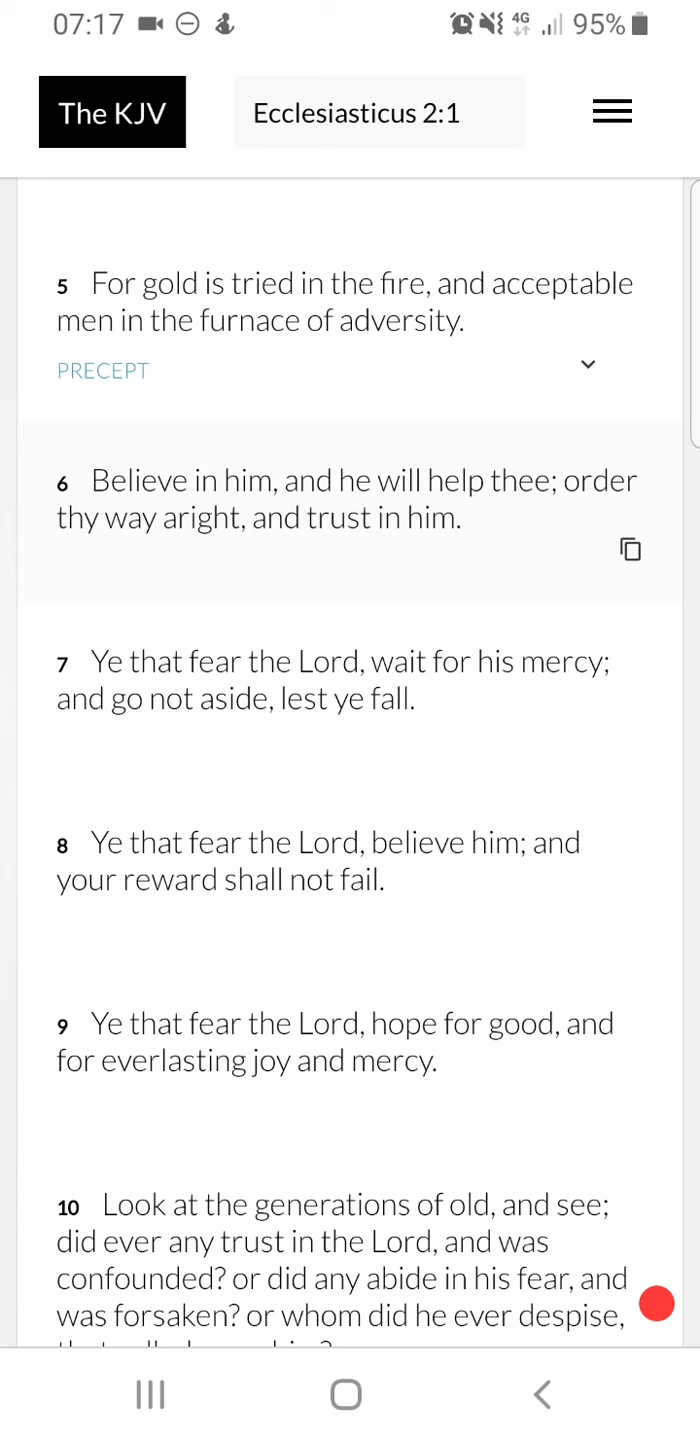 07:17 4G 95%
The KJV Ecclesiasticus 2:1
5 For gold is tried in the fire, and acceptable
men in the furnace of adversity.
PRECEPT
6 Believe in him, and he will help thee; order
thy way aright, and trust in him.
7 Ye that fear the Lord, wait for his mercy;
and go not aside, lest ye fall.
8 Ye that fear the Lord, believe him; and
your reward shall not fail.
9 Ye that fear the Lord, hope for good, and
for everlasting joy and mercy.
10 Look at the generations of old, and see;
did ever any trust in the Lord, and was
confounded? or did any abide in his fear, and
was forsaken? or whom did he ever despise,